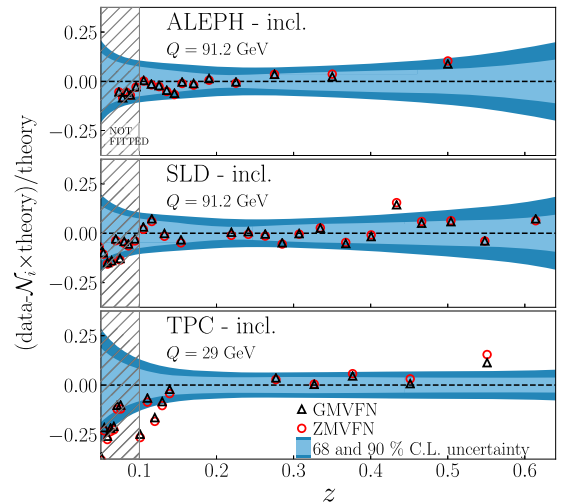 ALEPH - incl.
Q = 91.2 GeV
0.25
0.00
−0.25
NOT
FITTED
SLD - incl.
Q = 91.2 GeV
0.25
0.00
−0.25
(data-𝒩ᵢ×theory)/theory
TPC - incl.
Q = 29 GeV
0.25
0.00
−0.25
GMVFN
ZMVFN
68 and 90 % C.L. uncertainty
0.1 0.2 0.3 0.4 0.5 0.6
z